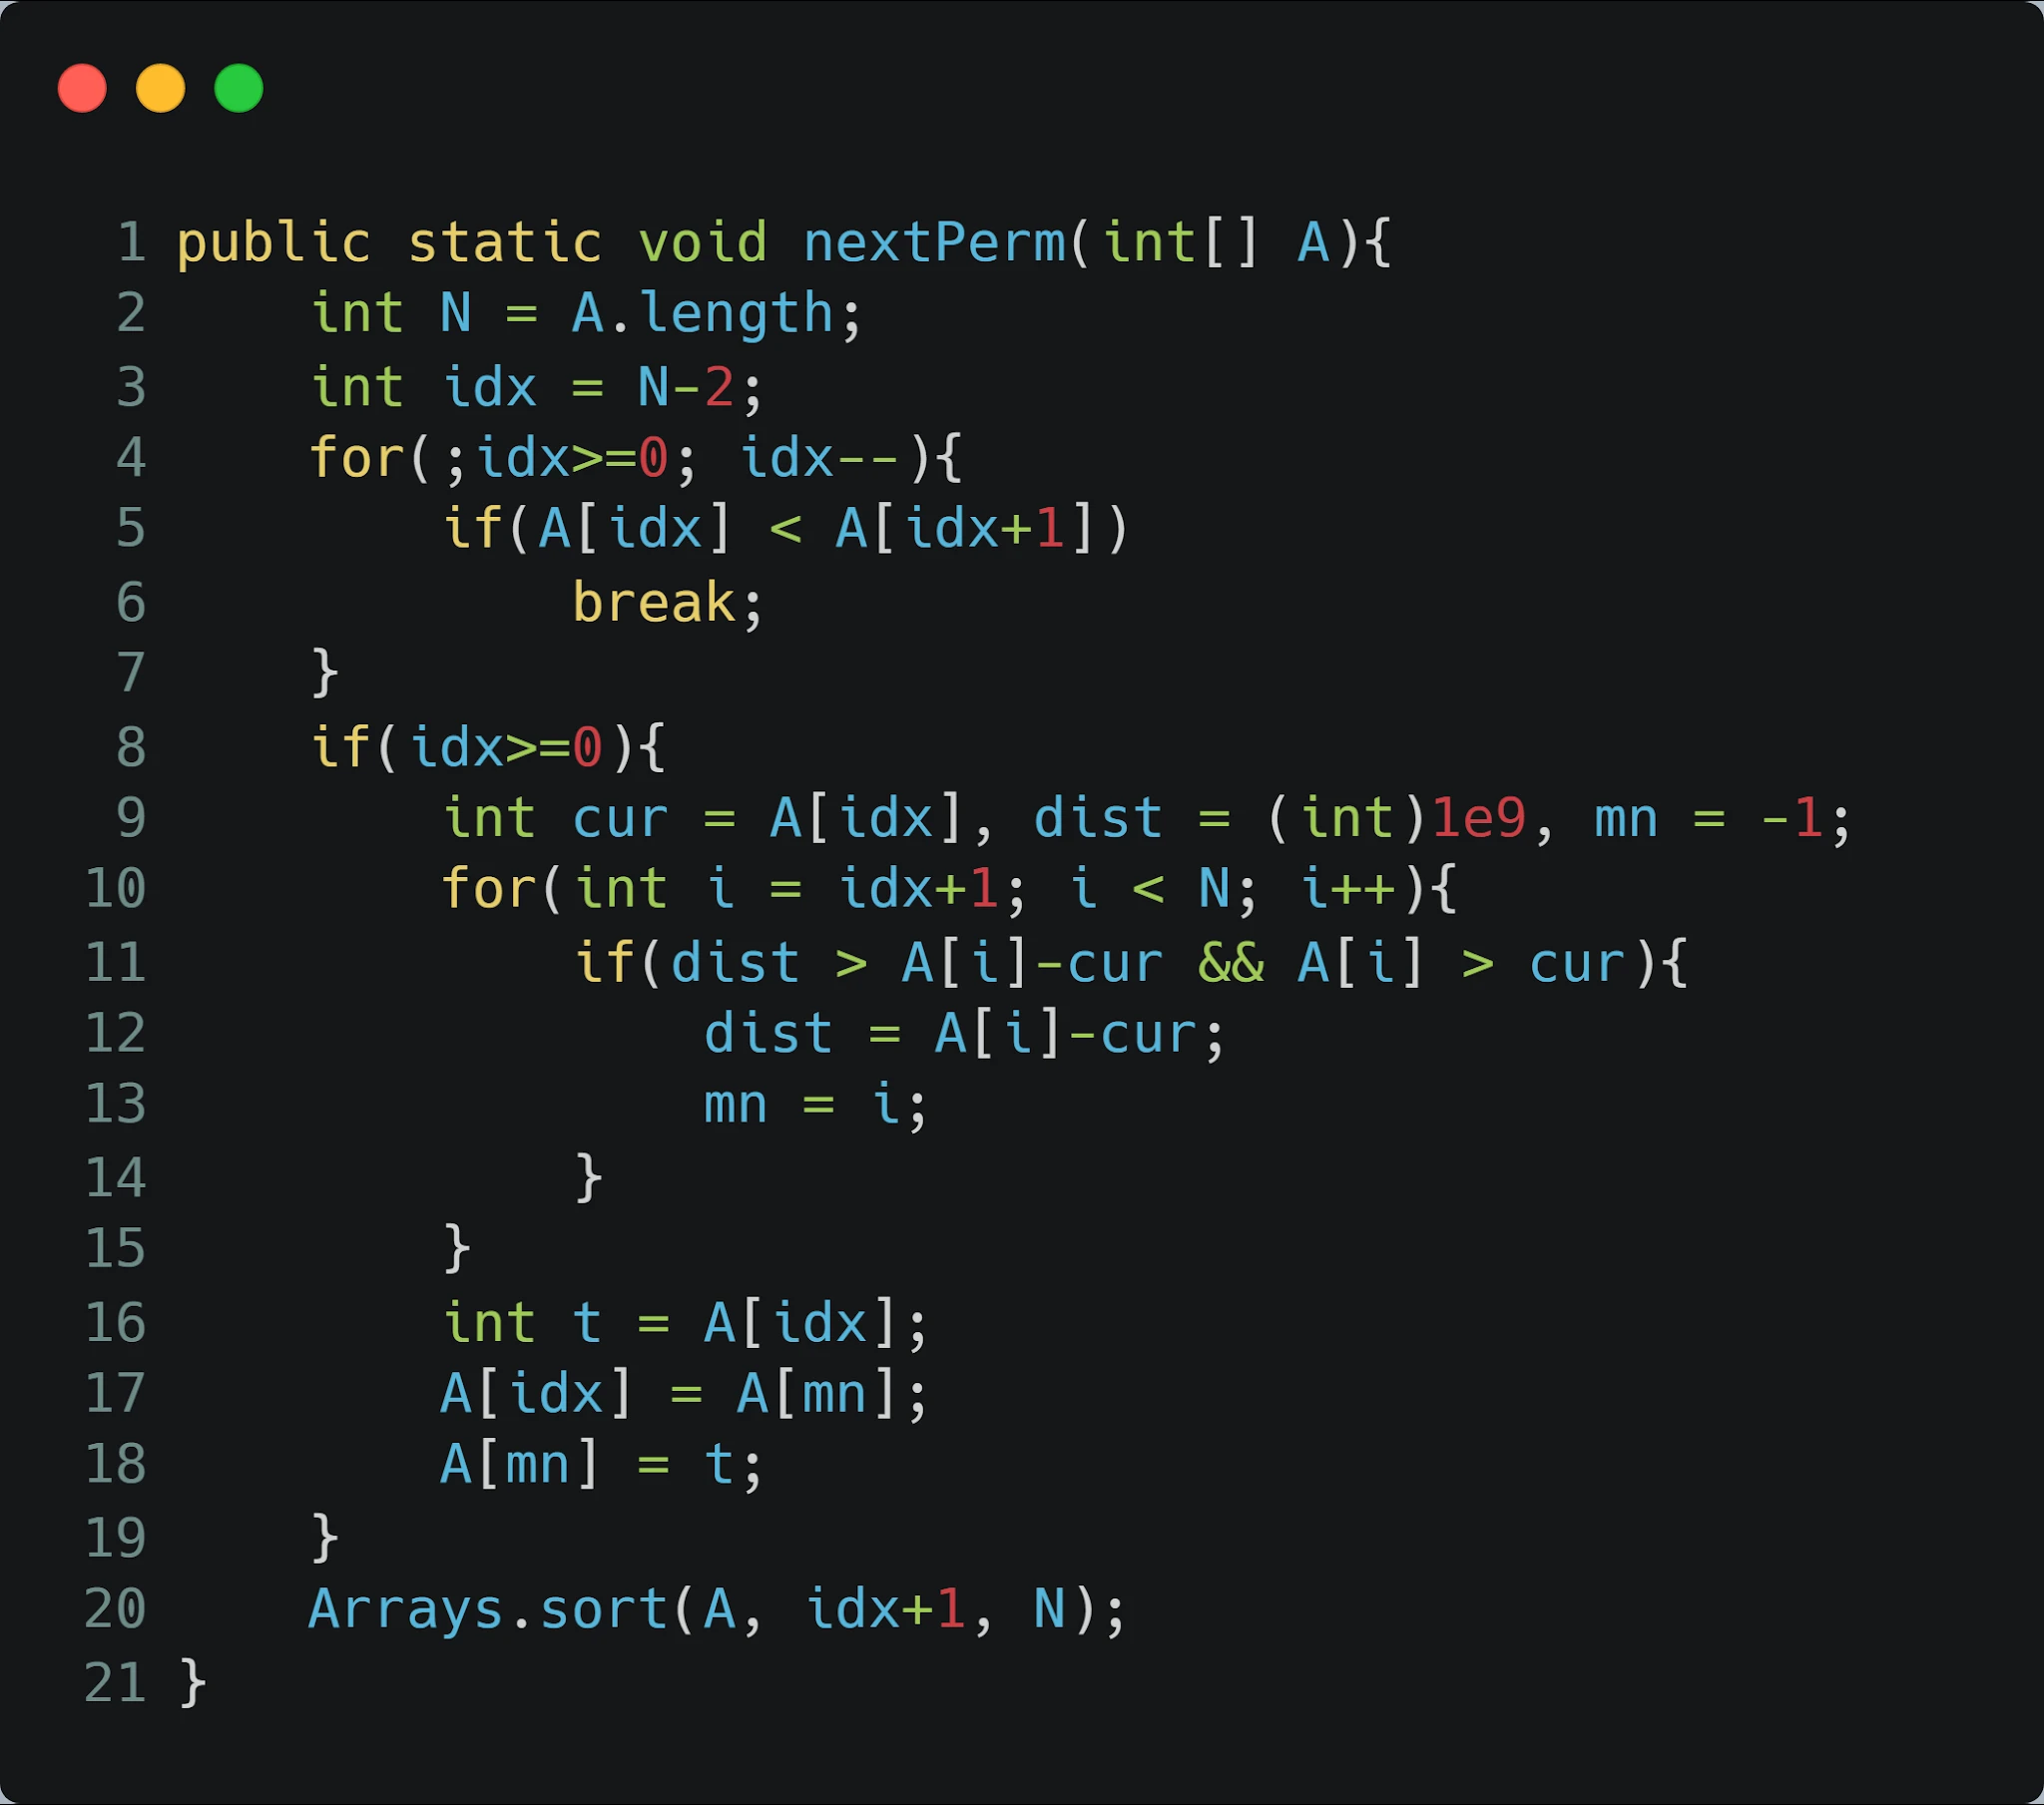 1 public static void nextPerm(int[] A){
2     int N = A.length;
3     int idx = N-2;
4     for(;idx>=0; idx--){
5         if(A[idx] < A[idx+1])
6             break;
7     }
8     if(idx>=0){
9         int cur = A[idx], dist = (int)1e9, mn = -1;
10         for(int i = idx+1; i < N; i++){
11             if(dist > A[i]-cur && A[i] > cur){
12                 dist = A[i]-cur;
13                 mn = i;
14             }
15         }
16         int t = A[idx];
17         A[idx] = A[mn];
18         A[mn] = t;
19     }
20     Arrays.sort(A, idx+1, N);
21 }